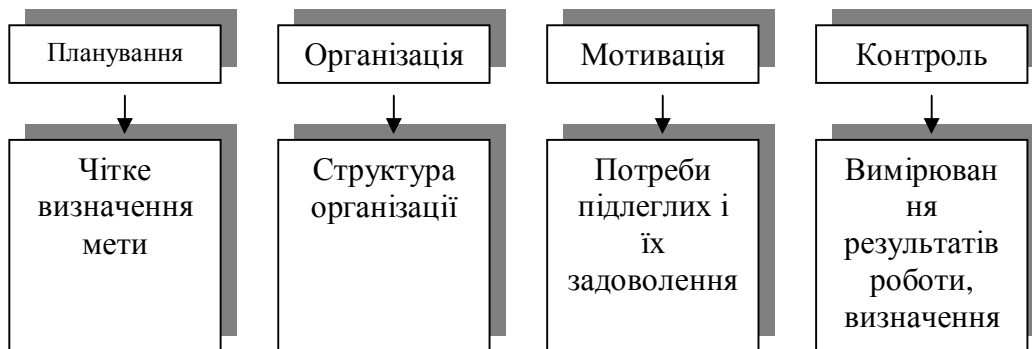 Планування
Організація
Мотивація
Контроль
Чітке
визначення
мети
Структура
організації
Потреби
підлеглих і
їх
задоволення
Вимірюван
ня
результатів
роботи,
визначення